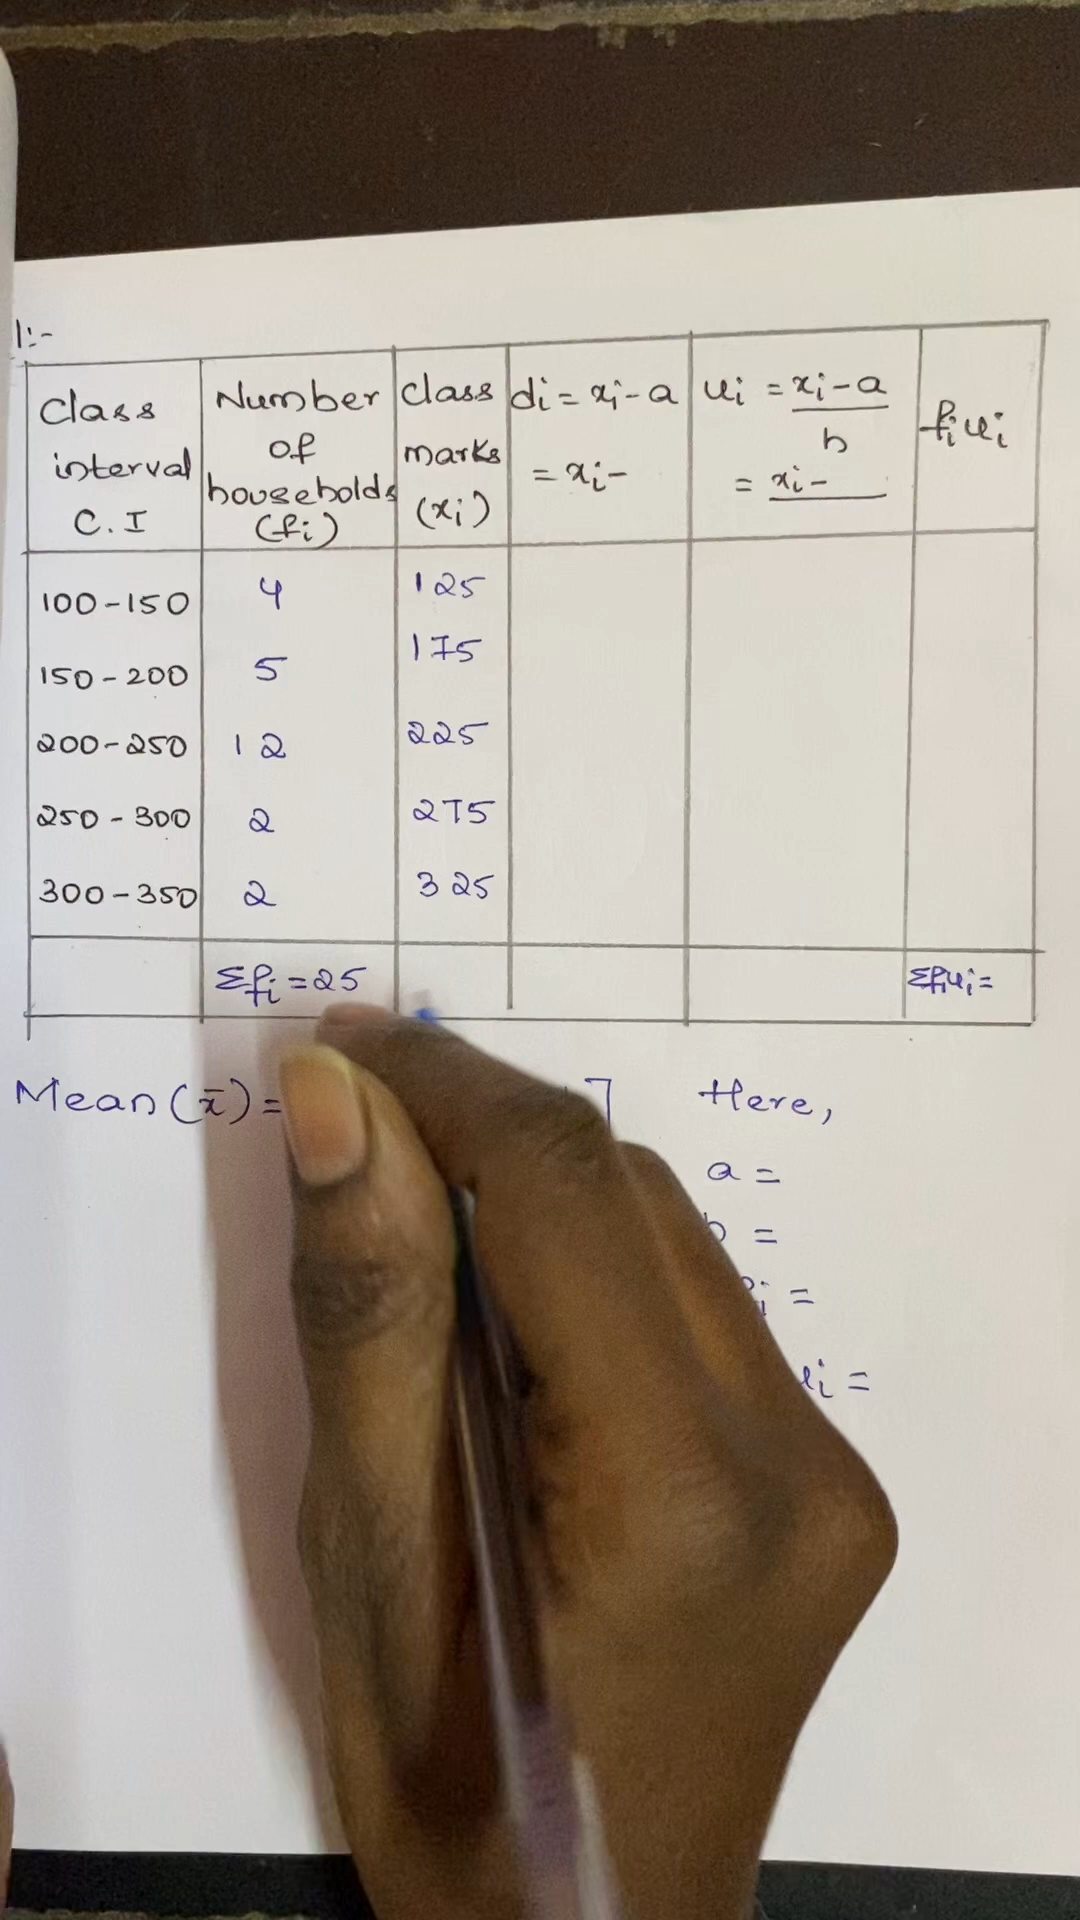 1:-
Class interval C.I | Number of households (fi) | Class marks (xi) | di = xi - a = xi - | ui = xi - a / h = xi - | fiui
100-150 | 4 | 125
150-200 | 5 | 175
200-250 | 12 | 225
250-300 | 2 | 275
300-350 | 2 | 325
Σfi = 25 | Σfiui =
Mean (x̄) = ] Here,
a =
=
i =
ui =